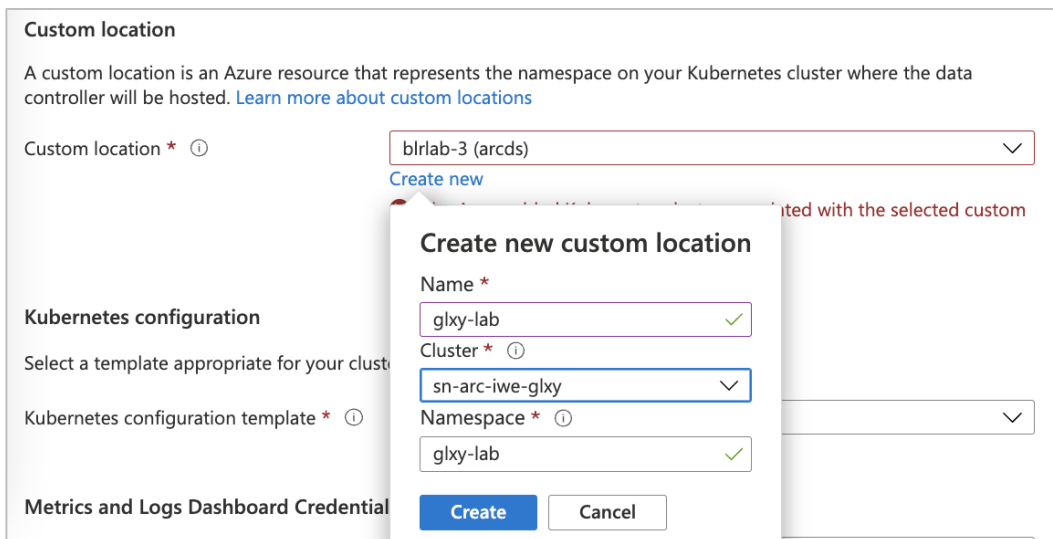 Custom location
A custom location is an Azure resource that represents the namespace on your Kubernetes cluster where the data
controller will be hosted. Learn more about custom locations
Custom location * blrlab-3 (arcds)
Create new
with the selected custom
Create new custom location
Name *
glxy-lab
Cluster *
sn-arc-iwe-glxy
Namespace *
glxy-lab
Create Cancel
Kubernetes configuration
Select a template appropriate for your
Kubernetes configuration template *
Metrics and Logs Dashboard Credential